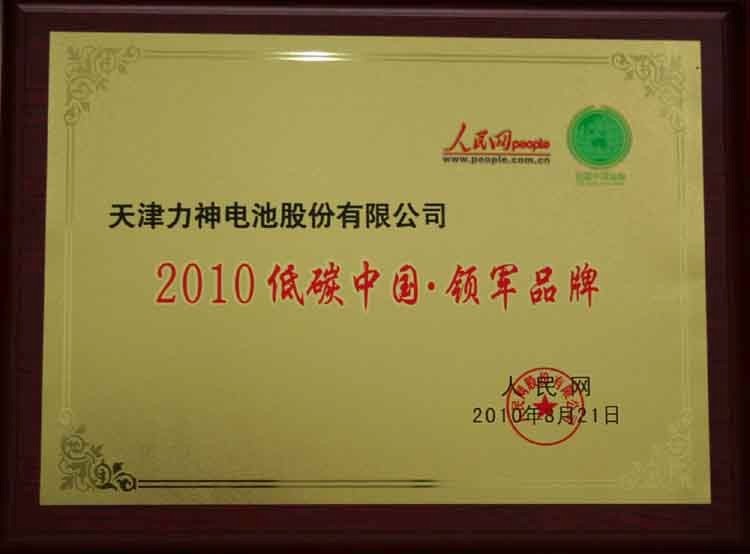 人民网people
www.people.com.cn
天津力神电池股份有限公司
2010低碳中国·领军品牌
人民网
2010年8月21日